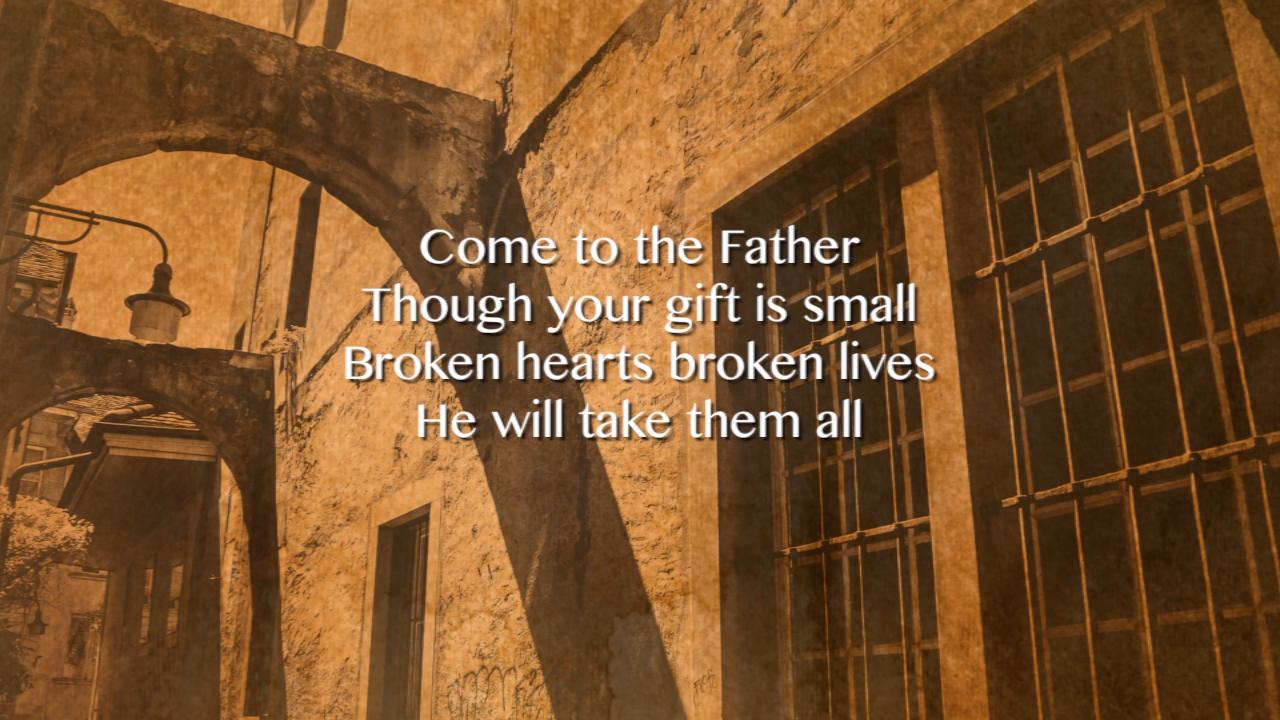 Come to the Father
Though your gift is small
Broken hearts broken lives
He will take them all